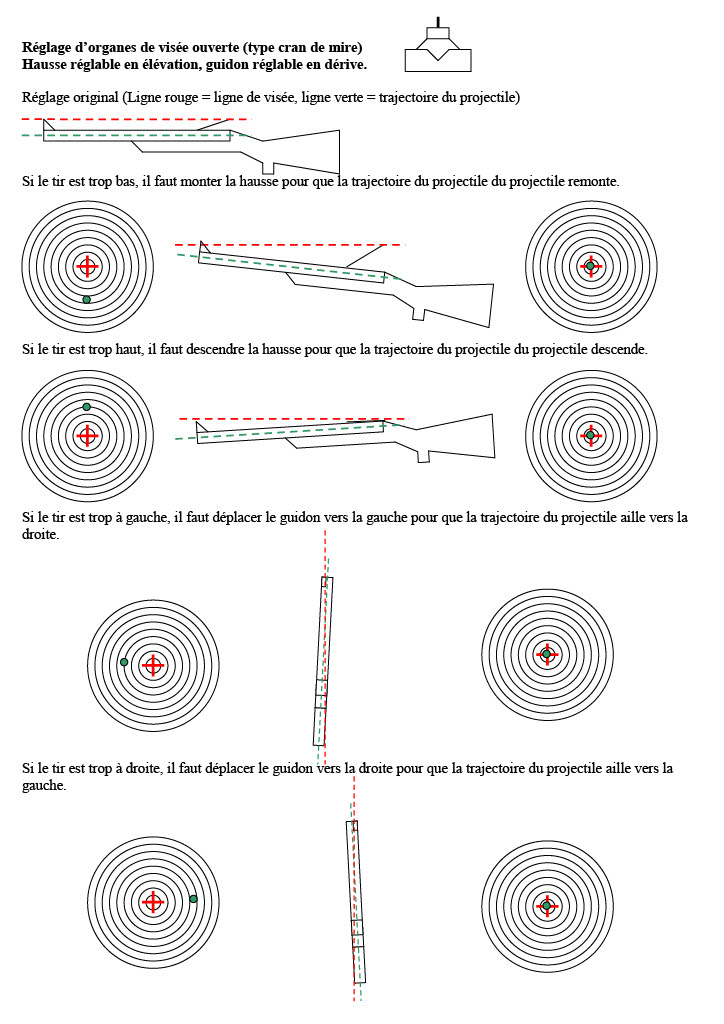 Réglage d’organes de visée ouverte (type cran de mire)
Hausse réglable en élévation, guidon réglable en dérive.
Réglage original (Ligne rouge = ligne de visée, ligne verte = trajectoire du projectile)
Si le tir est trop bas, il faut monter la hausse pour que la trajectoire du projectile du projectile remonte.
Si le tir est trop haut, il faut descendre la hausse pour que la trajectoire du projectile du projectile descende.
Si le tir est trop à gauche, il faut déplacer le guidon vers la gauche pour que la trajectoire du projectile aille vers la
droite.
Si le tir est trop à droite, il faut déplacer le guidon vers la droite pour que la trajectoire du projectile aille vers la
gauche.